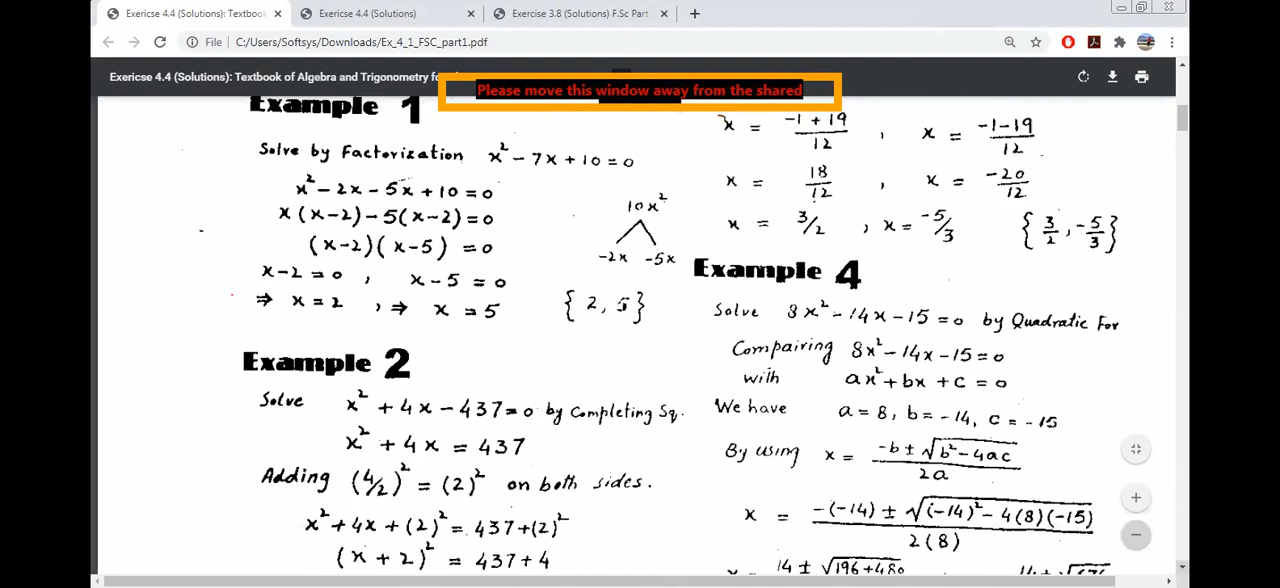 Exericse 4.4 (Solutions): Textbook
Exericse 4.4 (Solutions)
Exercise 3.8 (Solutions) F.Sc Part
File
C:/Users/Softsys/Downloads/Ex_4_1_FSC_part1.pdf
Exericse 4.4 (Solutions): Textbook of Algebra and Trigonometry fo
Please move this window away from the shared
Example 1
Solve by Factorization x² - 7x + 10 = 0
x² - 2x - 5x + 10 = 0
x(x-2) - 5(x-2) = 0
(x-2)(x-5) = 0
x-2 = 0 , x-5 = 0
⇒ x = 2 , ⇒ x = 5
10x²
-2x -5x
{2, 5}
Example 2
Solve x² + 4x - 437 = 0 by Completing Sq.
x² + 4x = 437
Adding (4/2)² = (2)² on both sides.
x² + 4x + (2)² = 437 + (2)²
(x + 2)² = 437 + 4
x = -1 + 19 / 12 , x = -1 - 19 / 12
x = 18/12 , x = -20/12
x = 3/2 , x = -5/3 {3/2, -5/3}
Example 4
Solve 8x² - 14x - 15 = 0 by Quadratic For
Compairing 8x² - 14x - 15 = 0
with ax² + bx + c = 0
We have a = 8, b = -14, c = -15
By using x = -b ± √b² - 4ac / 2a
x = -(-14) ± √(-14)² - 4(8)(-15) / 2(8)
14 ± √196 + 480